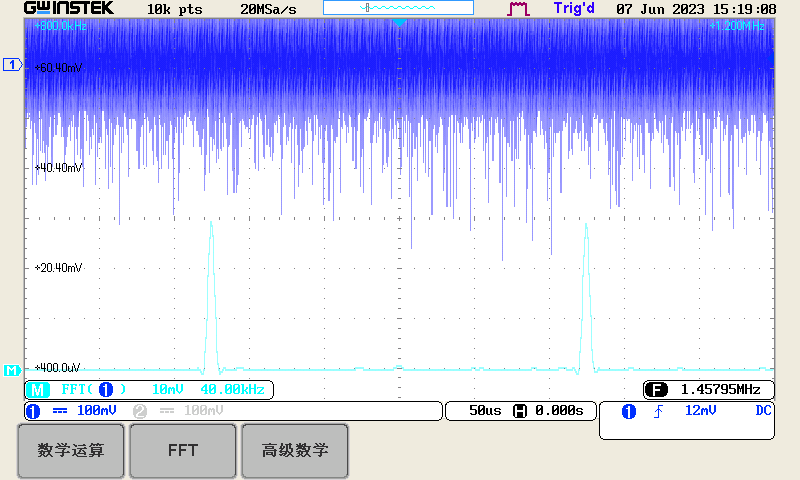 GWINSTEK 10k pts 20MSa/s Trig'd 07 Jun 2023 15:19:08
+800.0kHz +1.200MHz
1 +60.40mV
+40.40mV
+20.40mV
M +400.0uV
M FFT( 1 ) 10mV 40.00kHz F 1.45795MHz
1 100mV 2 100mV 50us H 0.000s 1 12mV DC
数学运算 FFT 高级数学